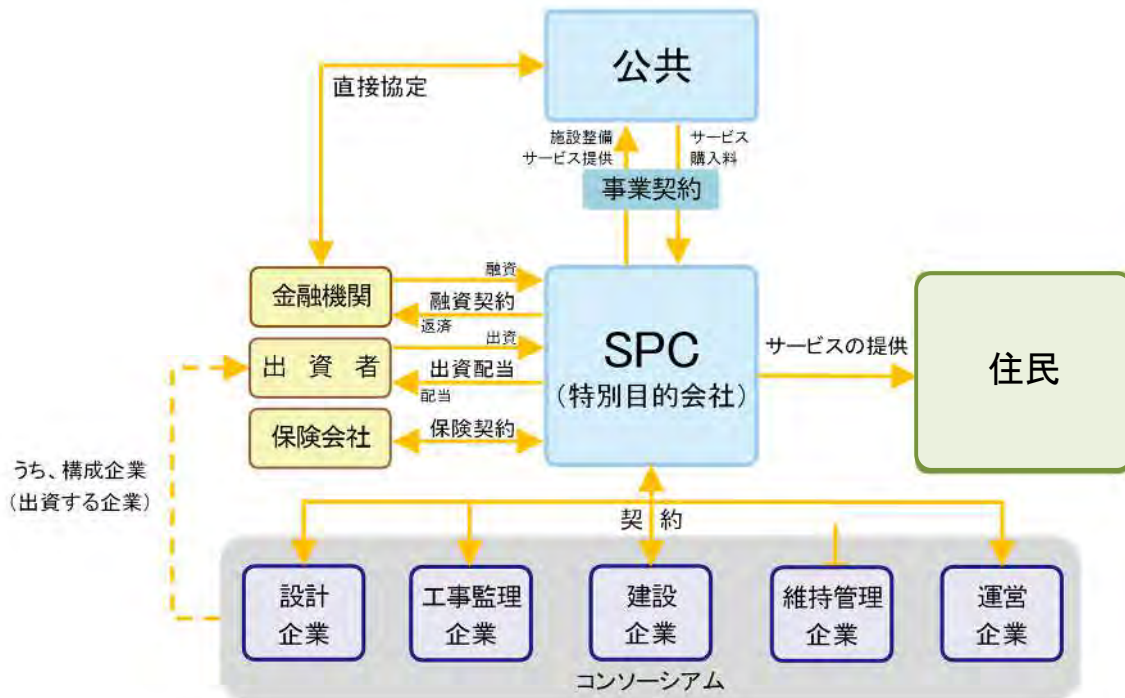 公共
直接協定
施設整備
サービス提供
サービス
購入料
事業契約
金融機関
融資
融資契約
返済
出資者
出資
出資配当
配当
保険会社
保険契約
SPC
(特別目的会社)
サービスの提供
住民
うち、構成企業
(出資する企業)
契約
設計
企業
工事監理
企業
建設
企業
維持管理
企業
運営
企業
コンソーシアム